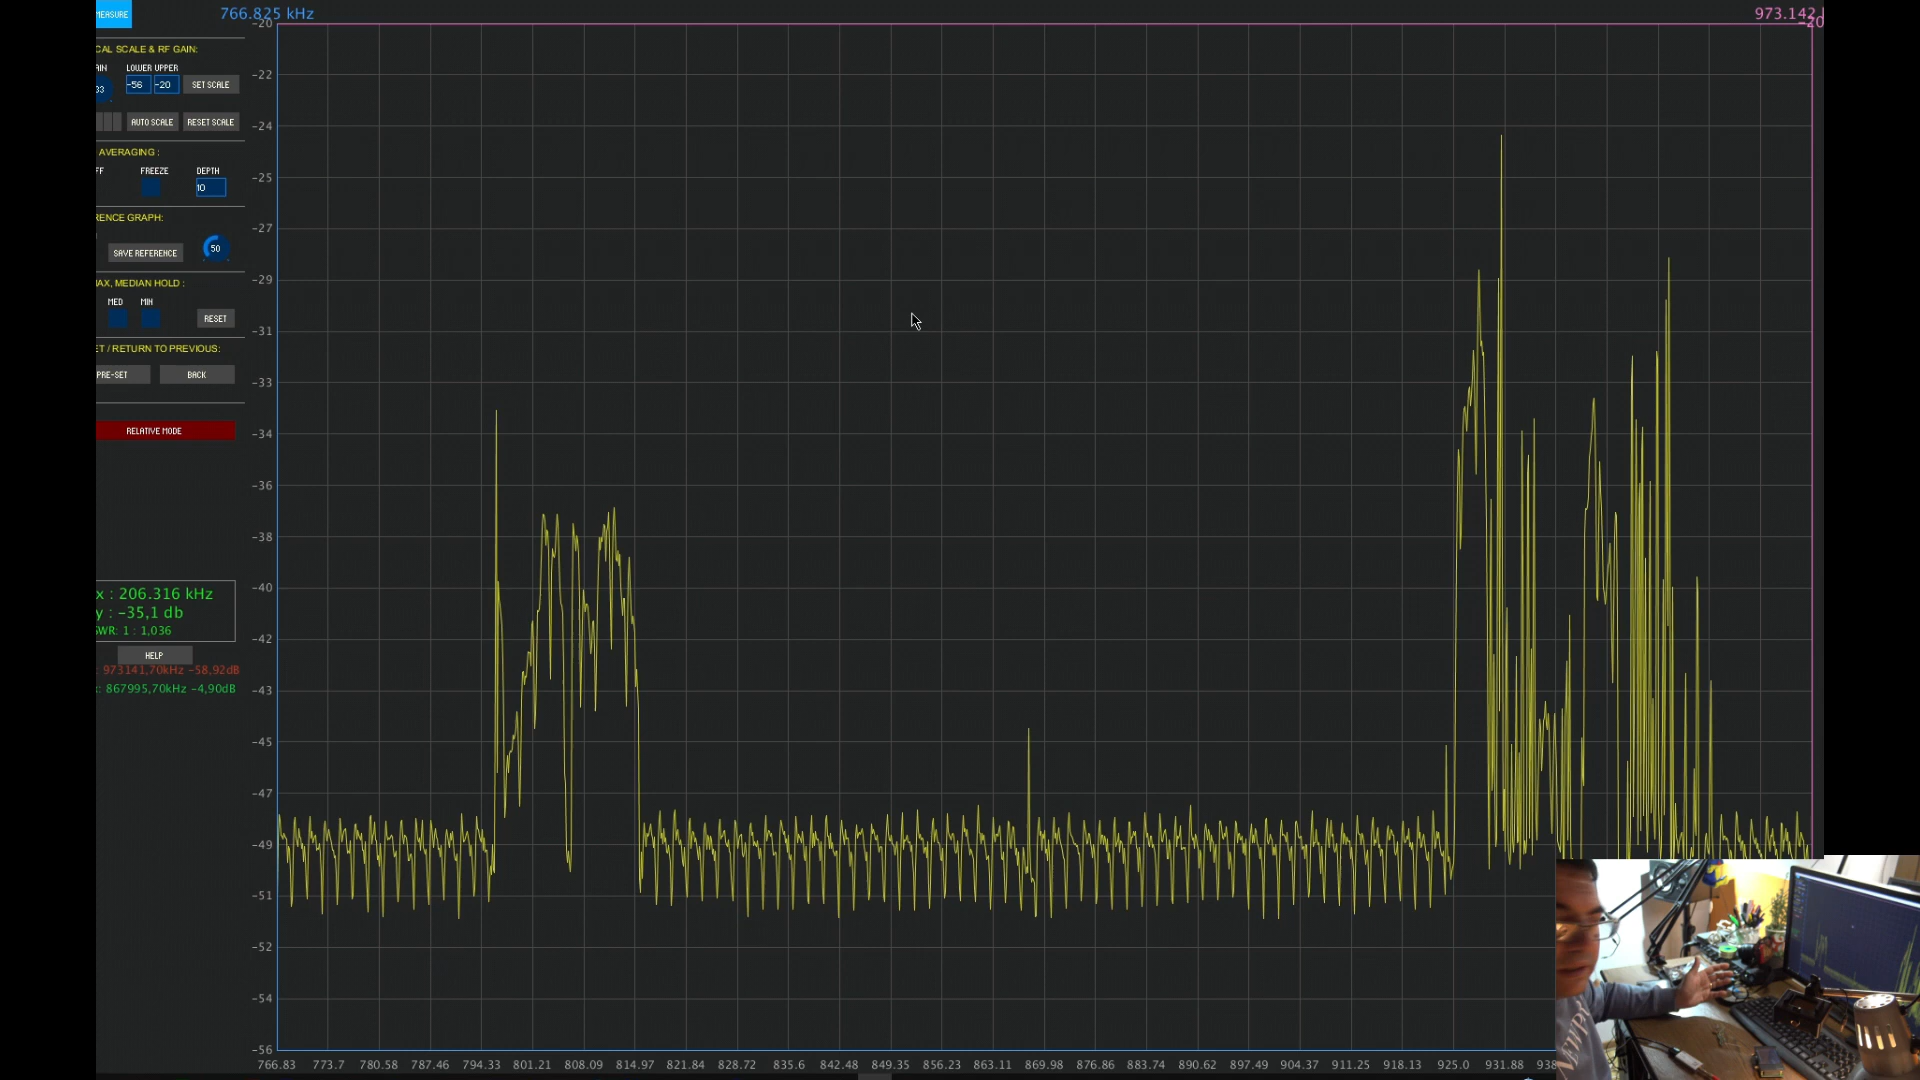 MEASURE
766.825 kHz
973.142
-20
-20
CAL SCALE & RF GAIN:
AIN
LOWER UPPER
33
-56
-20
SET SCALE
AUTO SCALE
RESET SCALE
AVERAGING :
FF
FREEZE
DEPTH
10
RENCE GRAPH:
SAVE REFERENCE
50
AX, MEDIAN HOLD :
MED
MIN
RESET
ET / RETURN TO PREVIOUS:
PRE-SET
BACK
RELATIVE MODE
x : 206.316 kHz
y : -35,1 db
SWR: 1 : 1,036
HELP
: 973141,70kHz -58,92dB
x: 867995,70kHz -4,90dB
-22
-24
-25
-27
-29
-31
-33
-34
-36
-38
-40
-42
-43
-45
-47
-49
-51
-52
-54
-56
766.83 773.7 780.58 787.46 794.33 801.21 808.09 814.97 821.84 828.72 835.6 842.48 849.35 856.23 863.11 869.98 876.86 883.74 890.62 897.49 904.37 911.25 918.13 925.0 931.88 938